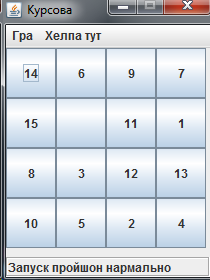 Курсова
Гра Хелпа тут
14 6 9 7
15 11 1
8 3 12 13
10 5 2 4
Запуск пройшон нармально